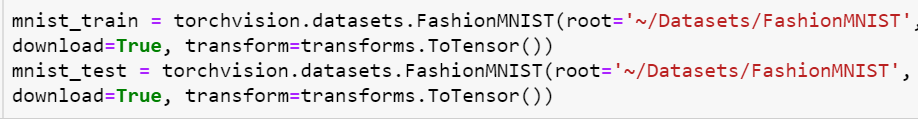 mnist_train = torchvision.datasets.FashionMNIST(root='~/Datasets/FashionMNIST',
download=True, transform=transforms.ToTensor())
mnist_test = torchvision.datasets.FashionMNIST(root='~/Datasets/FashionMNIST',
download=True, transform=transforms.ToTensor())